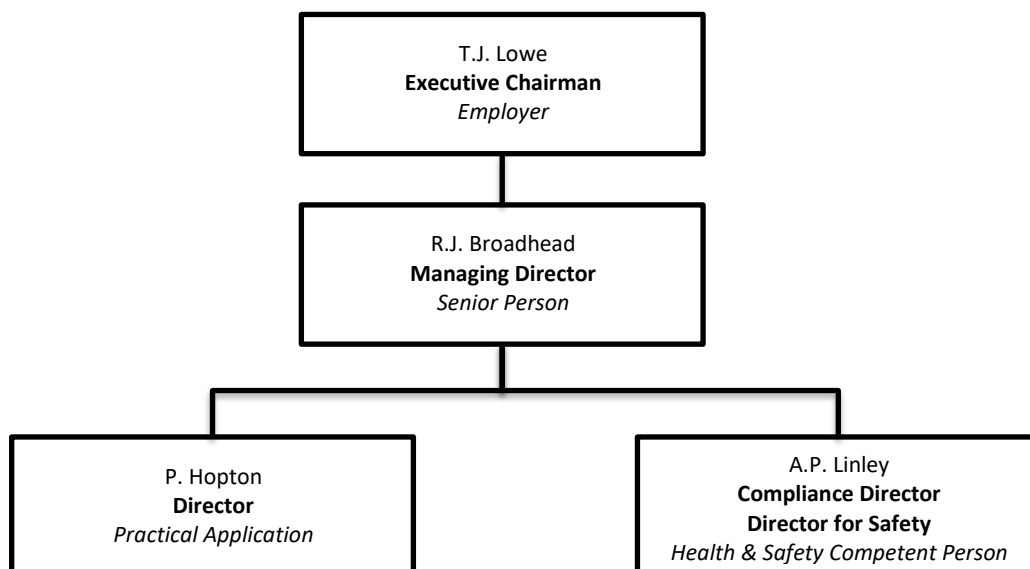 T.J. Lowe
Executive Chairman
Employer
R.J. Broadhead
Managing Director
Senior Person
P. Hopton
Director
Practical Application
A.P. Linley
Compliance Director
Director for Safety
Health & Safety Competent Person